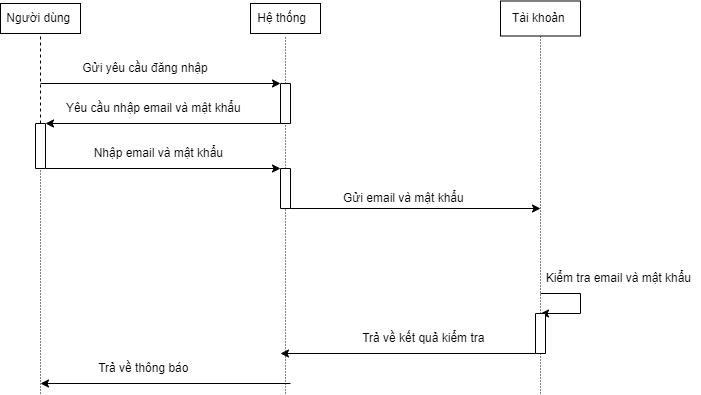 Người dùng
Hệ thống
Tài khoản
Gửi yêu cầu đăng nhập
Yêu cầu nhập email và mật khẩu
Nhập email và mật khẩu
Gửi email và mật khẩu
Kiểm tra email và mật khẩu
Trả về kết quả kiểm tra
Trả về thông báo